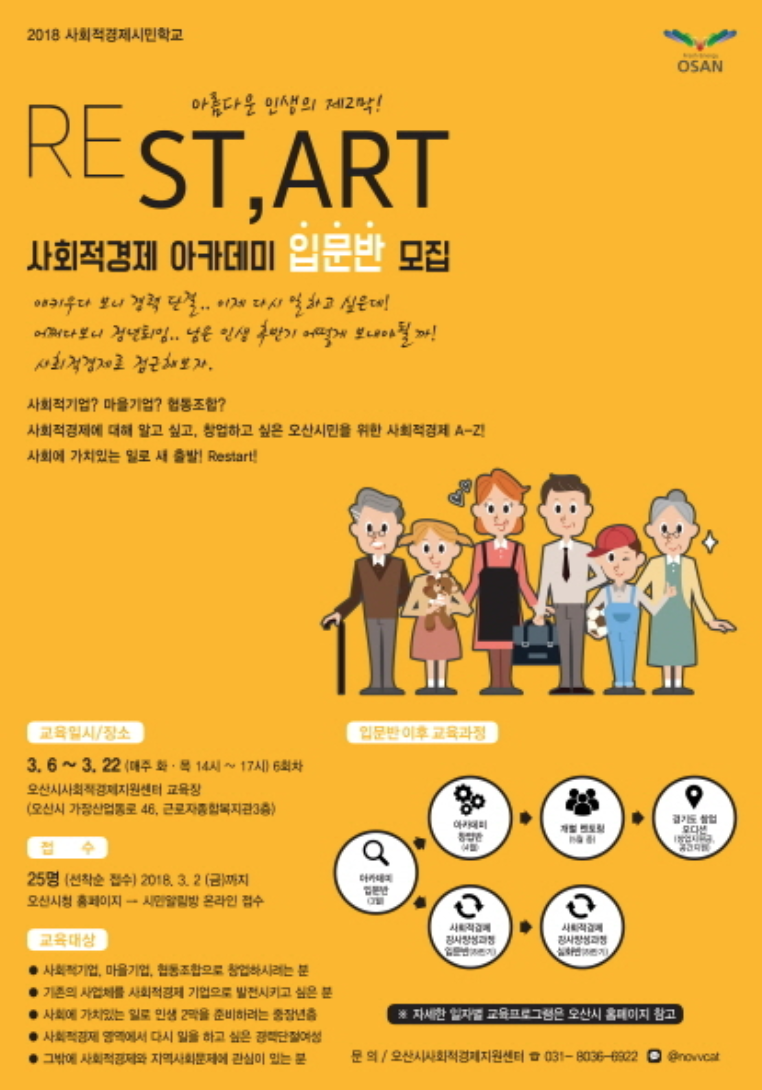 2018 사회적경제시민학교
Fresh Energy
OSAN
아름다운 인생의 제2막!
RE
ST,ART
사회적경제 아카데미 입문반 모집
애키우다 보니 경력 단절.. 이제 다시 일하고 싶은데!
어쩌다보니 정년퇴임.. 남은 인생 후반기 어떻게 보내야될까!
사회적경제로 접근해보자.
사회적기업? 마을기업? 협동조합?
사회적경제에 대해 알고 싶고, 창업하고 싶은 오산시민을 위한 사회적경제 A-Z!
사회에 가치있는 일로 새 출발! Restart!
교육일시/장소
3. 6 ~ 3. 22 (매주 화 · 목 14시 ~ 17시) 6회차
오산시사회적경제지원센터 교육장
(오산시 가장산업동로 46, 근로자종합복지관3층)
접 수
25명 (선착순 접수) 2018. 3. 2 (금)까지
오산시청 홈페이지 → 시민알림방 온라인 접수
교육대상
● 사회적기업, 마을기업, 협동조합으로 창업하시려는 분
● 기존의 사업체를 사회적경제 기업으로 발전시키고 싶은 분
● 사회에 가치있는 일로 인생 2막을 준비하려는 중장년층
● 사회적경제 영역에서 다시 일을 하고 싶은 경력단절여성
● 그밖에 사회적경제와 지역사회문제에 관심이 있는 분
입문반 이후 교육과정
아카데미
입문반
(3월)
아카데미
창업반
(4월)
개별 멘토링
(5월 중)
경기도 창업
오디션
(창업지원금,
공간지원)
사회적경제
강사양성과정
입문반(하반기)
사회적경제
강사양성과정
심화반(하반기)
※ 자세한 일자별 교육프로그램은 오산시 홈페이지 참고
문 의 / 오산시사회적경제지원센터 ☎ 031- 8036-6922 @novvcat